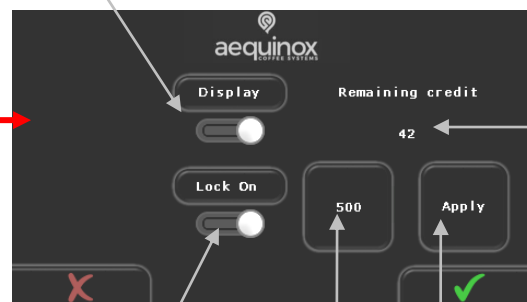 aequinox
COFFEE SYSTEMS
Display
Remaining credit
42
Lock On
500
Apply